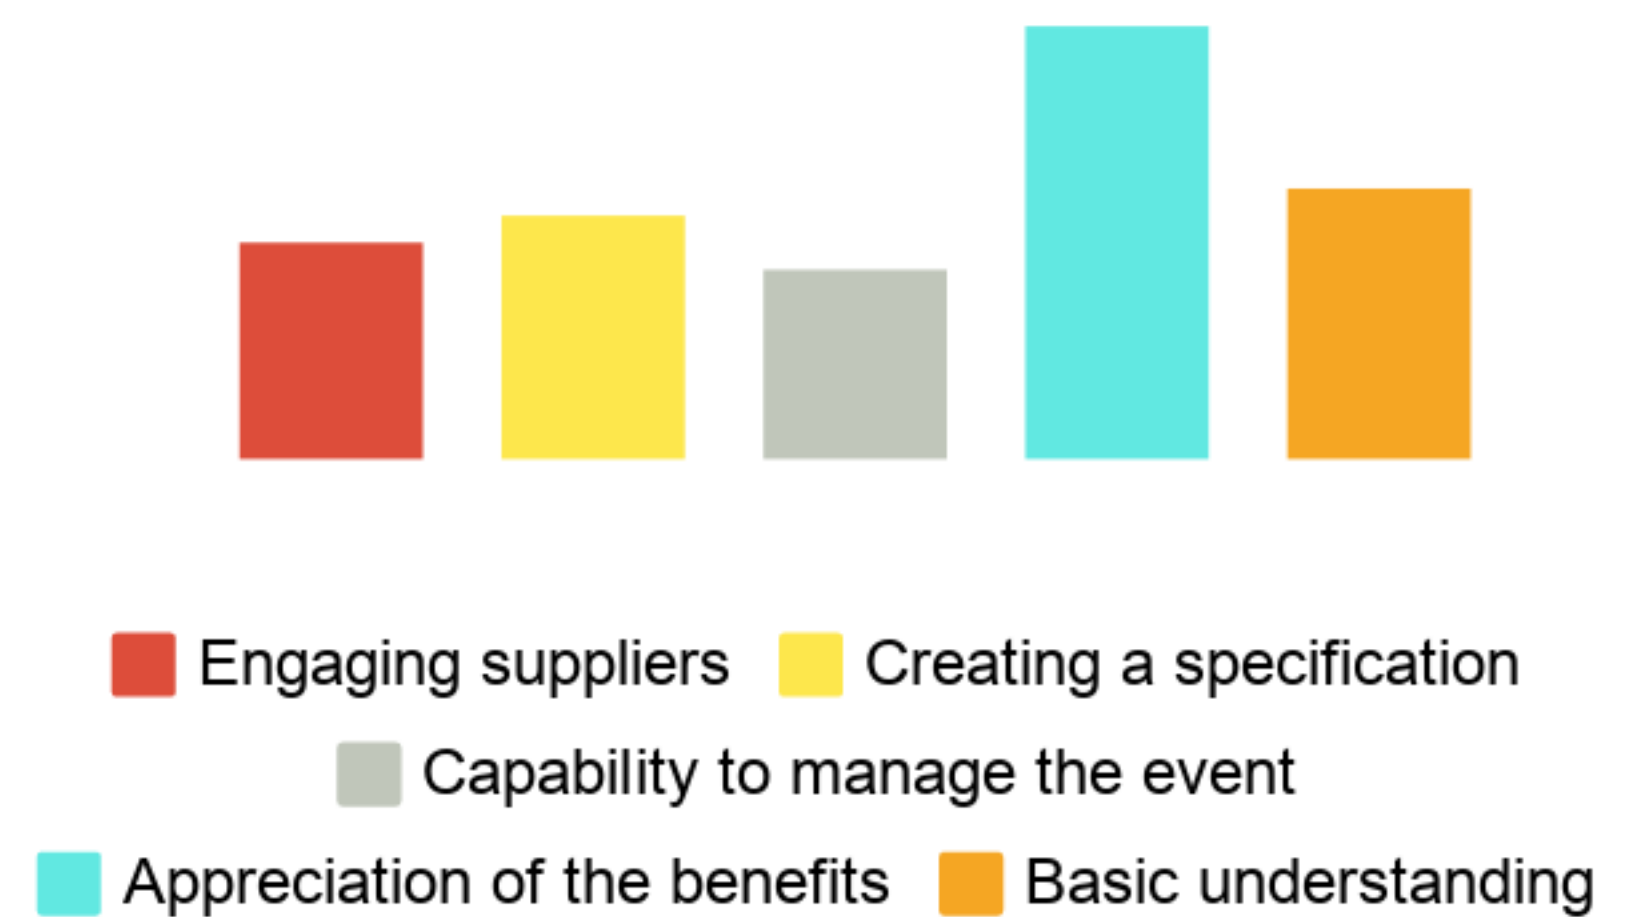 Engaging suppliers Creating a specification
Capability to manage the event
Appreciation of the benefits Basic understanding